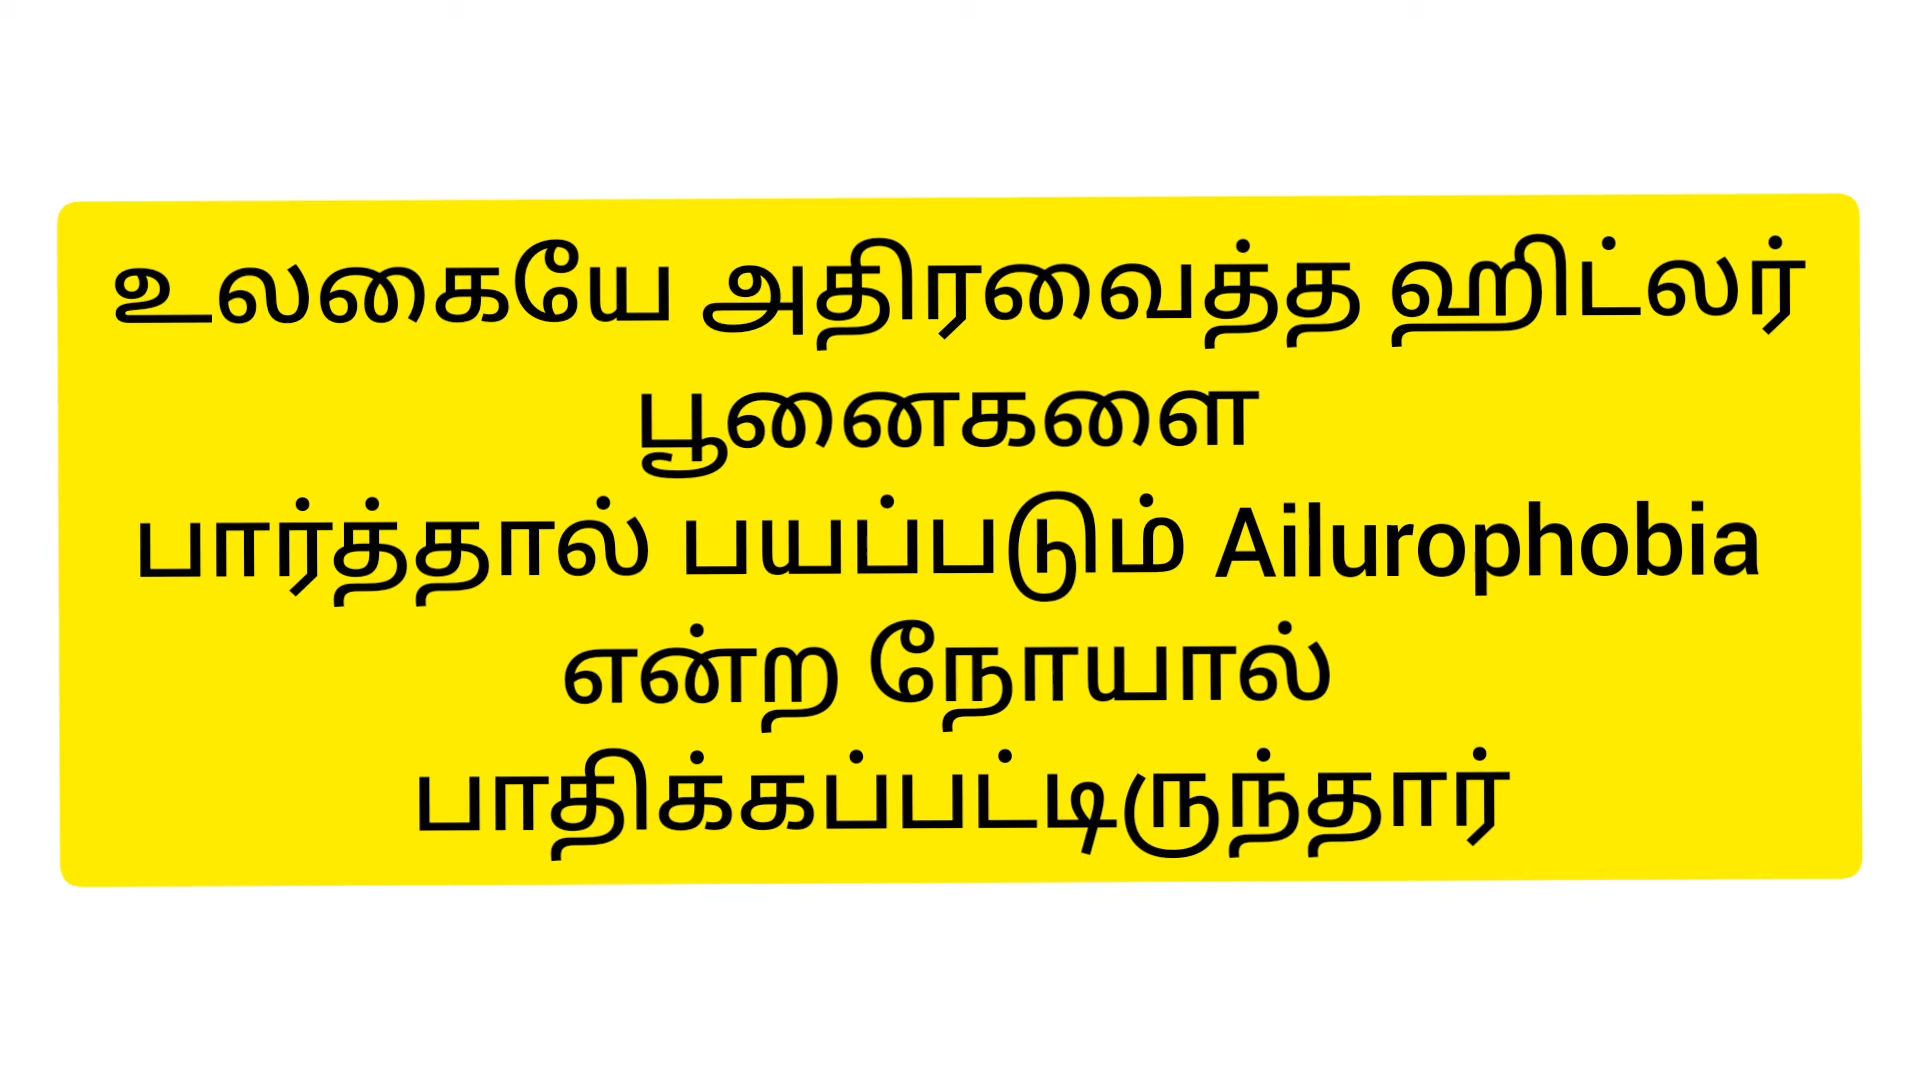 உலகையே அதிரவைத்த ஹிட்லர்
பூனைகளை
பார்த்தால் பயப்படும் Ailurophobia
என்ற நோயால்
பாதிக்கப்பட்டிருந்தார்